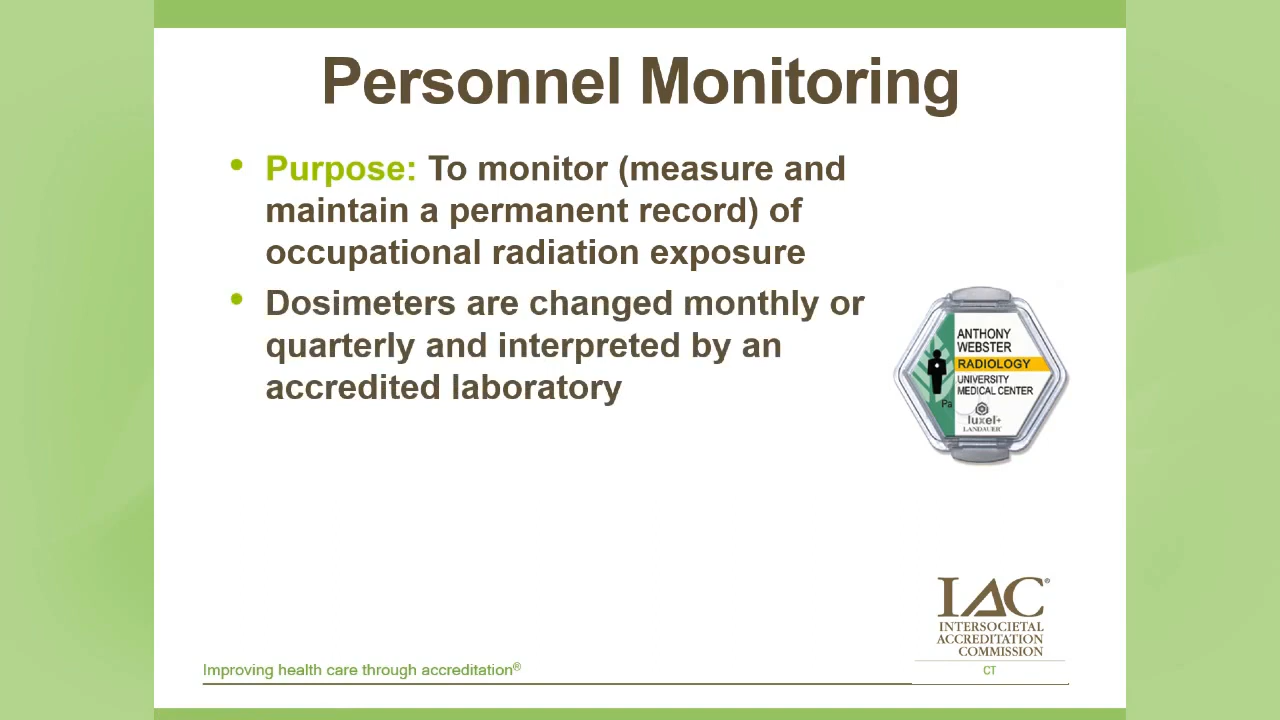 Personnel Monitoring
• Purpose: To monitor (measure and
maintain a permanent record) of
occupational radiation exposure
• Dosimeters are changed monthly or
quarterly and interpreted by an
accredited laboratory
ANTHONY
WEBSTER
RADIOLOGY
UNIVERSITY
MEDICAL CENTER
Pa
luxel+
LANDAUER
IAC®
INTERSOCIETAL
ACCREDITATION
COMMISSION
CT
Improving health care through accreditation®